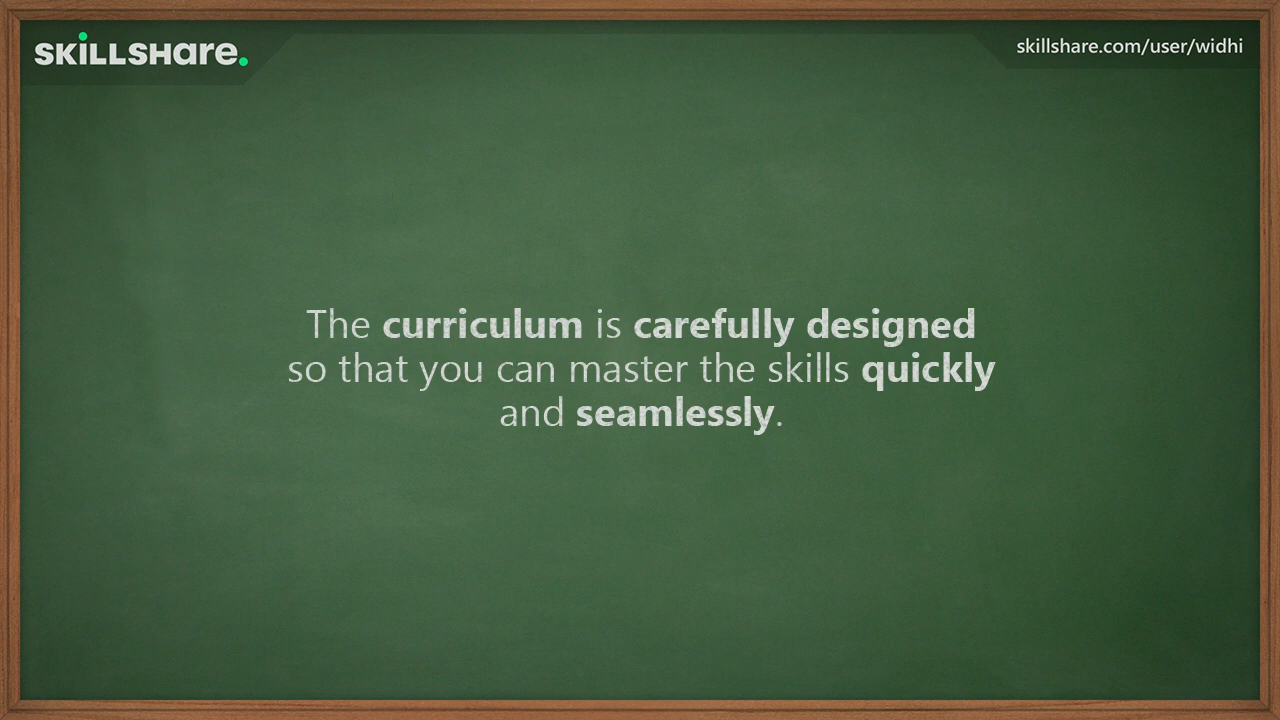 SKILLSHARE.
skillshare.com/user/widhi
The curriculum is carefully designed
so that you can master the skills quickly
and seamlessly.